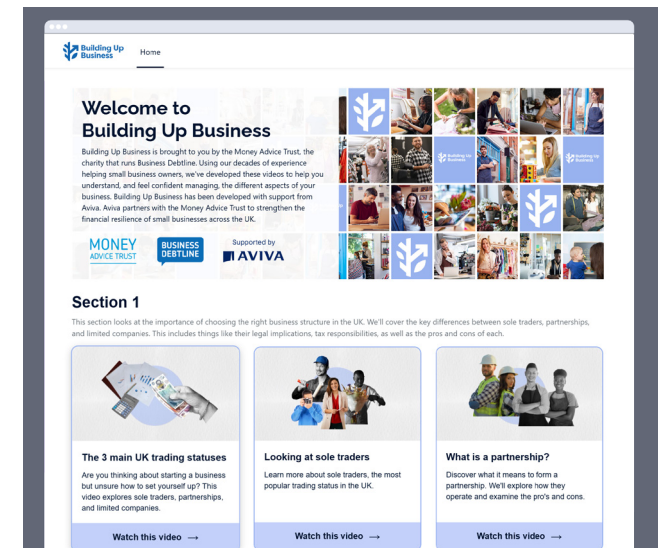 Building Up
Business
Home
Welcome to
Building Up Business
Building Up Business is brought to you by the Money Advice Trust, the
charity that runs Business Debtline. Using our decades of experience
helping small business owners, we've developed these videos to help you
understand, and feel confident managing, the different aspects of your
business. Building Up Business has been developed with support from
Aviva. Aviva partners with the Money Advice Trust to strengthen the
financial resilience of small businesses across the UK.
Building Up
Business
Building Up
Business
MONEY
ADVICE TRUST
BUSINESS
DEBTLINE
Supported by
AVIVA
Section 1
This section looks at the importance of choosing the right business structure in the UK. We'll cover the key differences between sole traders, partnerships,
and limited companies. This includes things like their legal implications, tax responsibilities, as well as the pros and cons of each.
The 3 main UK trading statuses
Are you thinking about starting a business
but unsure how to set yourself up? This
video explores sole traders, partnerships,
and limited companies.
Watch this video →
Looking at sole traders
Learn more about sole traders, the most
popular trading status in the UK.
Watch this video →
What is a partnership?
Discover what it means to form a
partnership. We'll explore how they
operate and examine the pro's and cons.
Watch this video →